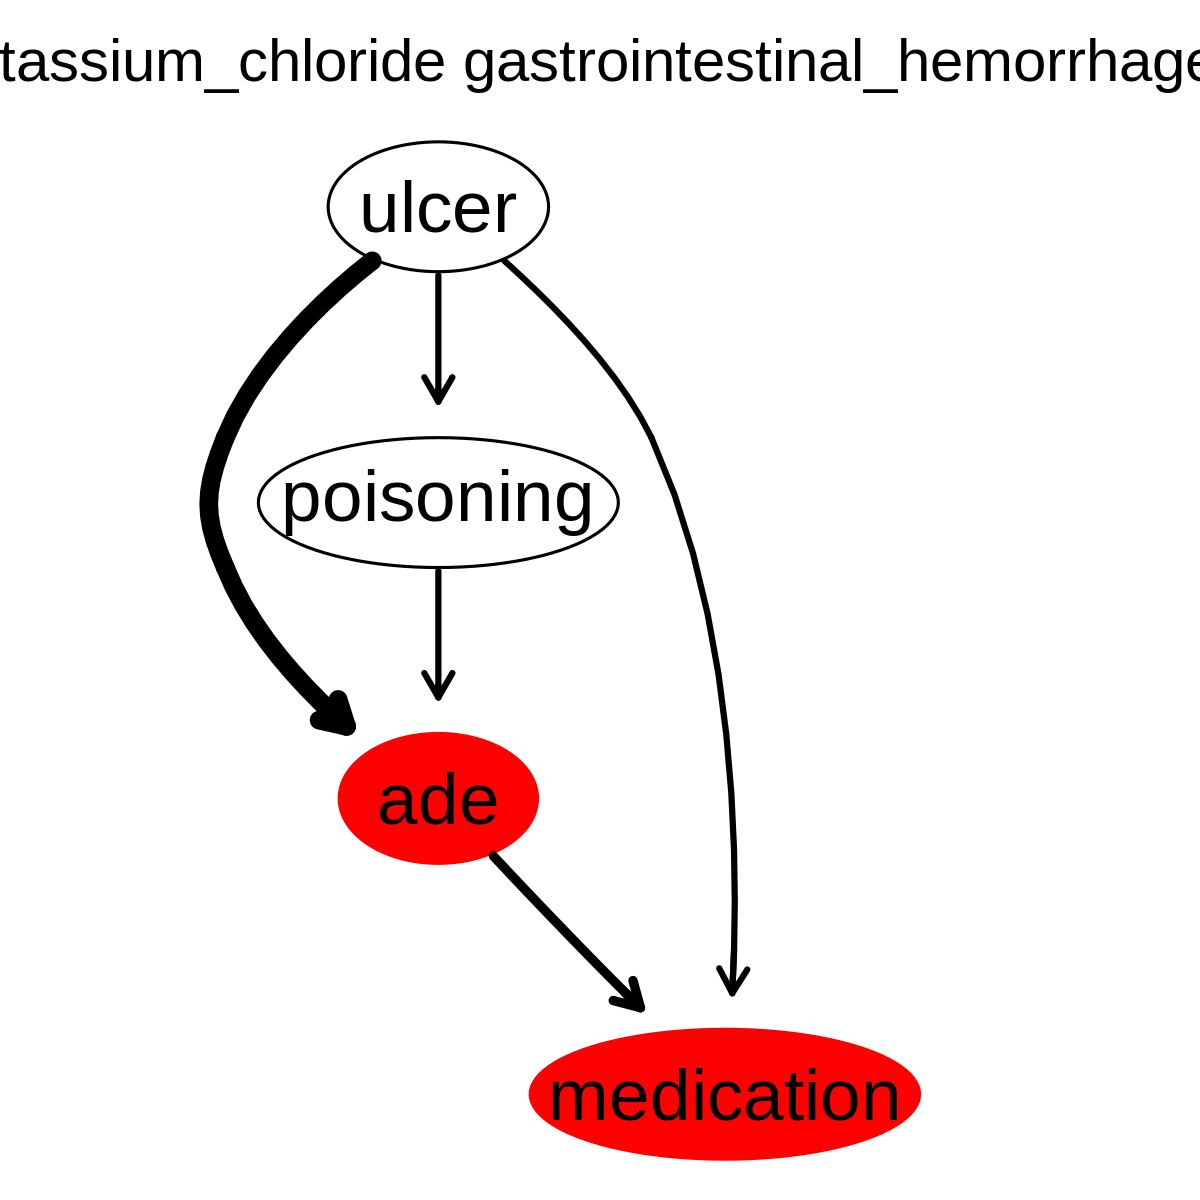 tassium_chloride gastrointestinal_hemorrhage
ulcer
poisoning
ade
medication